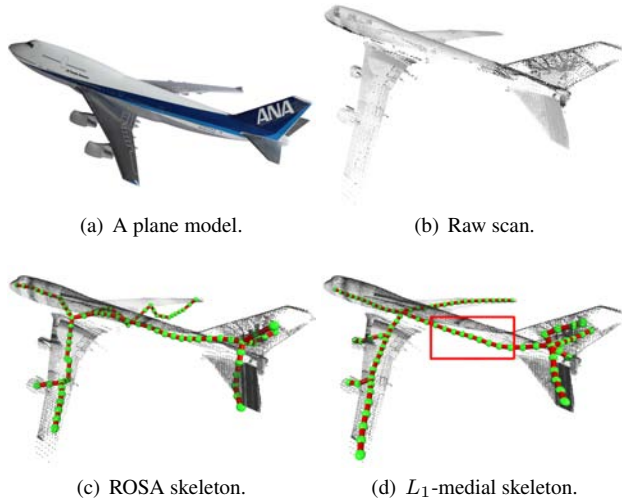 ANA
(a) A plane model.
(b) Raw scan.
(c) ROSA skeleton.
(d) L₁-medial skeleton.